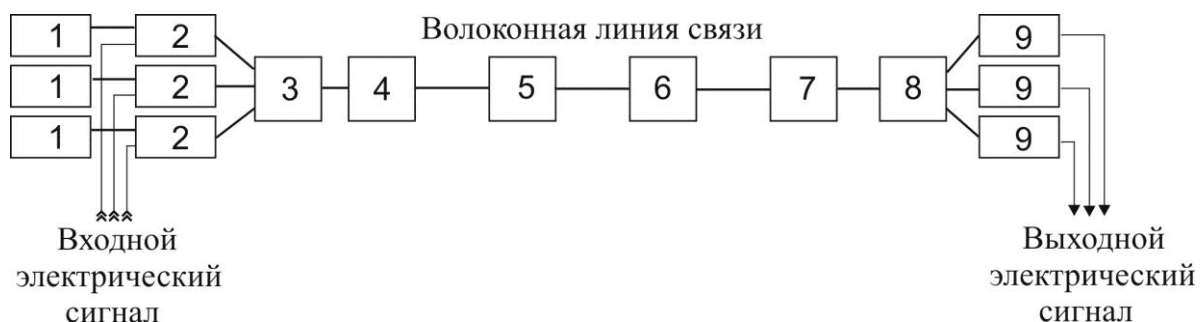 Волоконная линия связи
1 2 9
1 2 3 4 5 6 7 8 9
1 2 9
Входной
электрический
сигнал
Выходной
электрический
сигнал